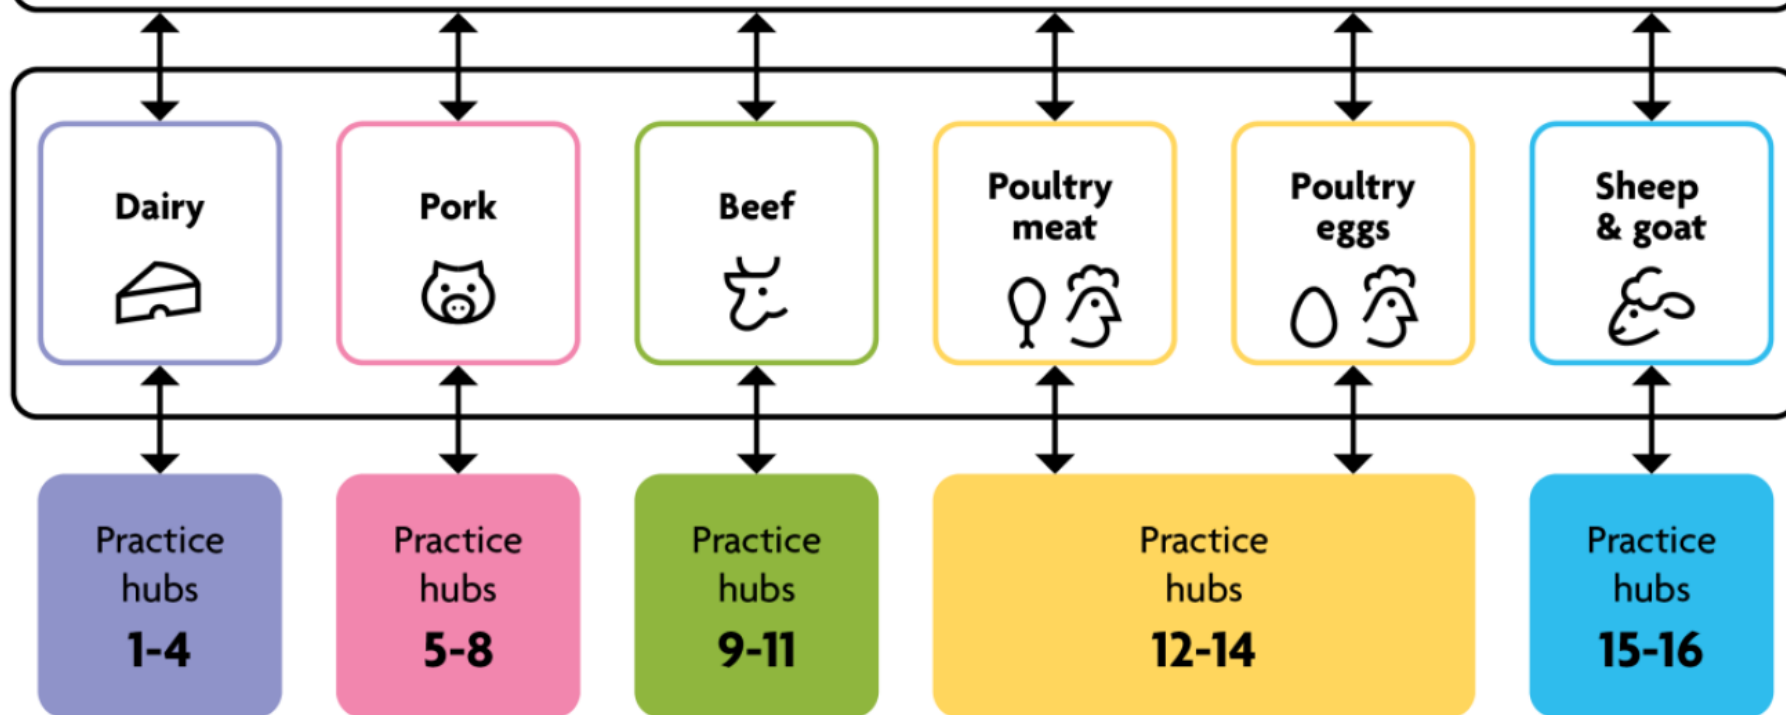 Dairy
Pork
Beef
Poultry
meat
Poultry
eggs
Sheep
& goat
Practice
hubs
1-4
Practice
hubs
5-8
Practice
hubs
9-11
Practice
hubs
12-14
Practice
hubs
15-16